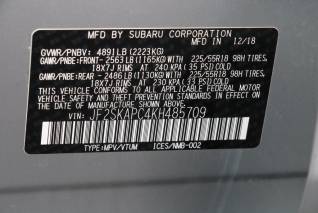 MFD BY SUBARU CORPORATION 12/18
GVWR/PNBV: 4891LB (2223KG)
GAWR/PNBE:FRONT - 2563LB (1165KG) WITH 225/55R18 98H TIRES,
18X7J RIMS AT 240 KPA (35 PSI) COLD
GAWR/PNBE:REAR - 2486LB (1130KG) WITH 225/55R18 98H TIRES,
18X7J RIMS AT 230 KPA (33 PSI) COLD
THIS VEHICLE CONFORMS TO ALL APPLICABLE FEDERAL MOTOR
VEHICLE SAFETY, BUMPER, AND THEFT PREVENTION STANDARDS
IN EFFECT ON THE DATE OF MANUFACTURE SHOWN ABOVE.
VIN: JF2SKAPC4KH485709
TYPE:MPV/VTUM ICES/NMB-002